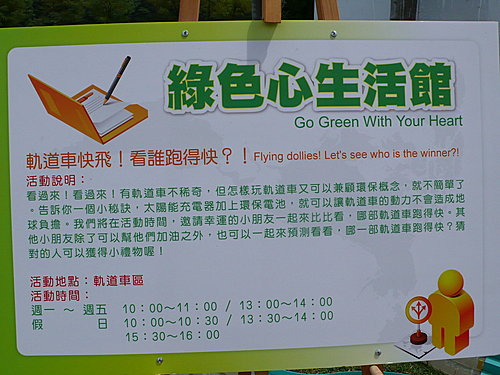 綠色心生活館
Go Green With Your Heart
軌道車快飛！看誰跑得快？！Flying dollies! Let's see who is the winner?!
活動說明：
看過來！看過來！有軌道車不稀奇，但怎樣玩軌道車又可以兼顧環保概念，就不簡單了
。告訴你一個小秘訣，太陽能充電器加上環保電池，就可以讓軌道車的動力不會造成地
球負擔。我們將在活動時間，邀請幸運的小朋友一起來比比看，哪部軌道車跑得快。其
他小朋友除了可以幫他們加油之外，也可以一起來預測看看，哪一部軌道車跑得快？猜
對的人可以獲得小禮物喔！
活動地點：軌道車區
活動時間：
週一 ～ 週五 10：00～11：00 / 13：00～14：00
假 日 10：00～10：30 / 13：30～14：00
15：30～16：00